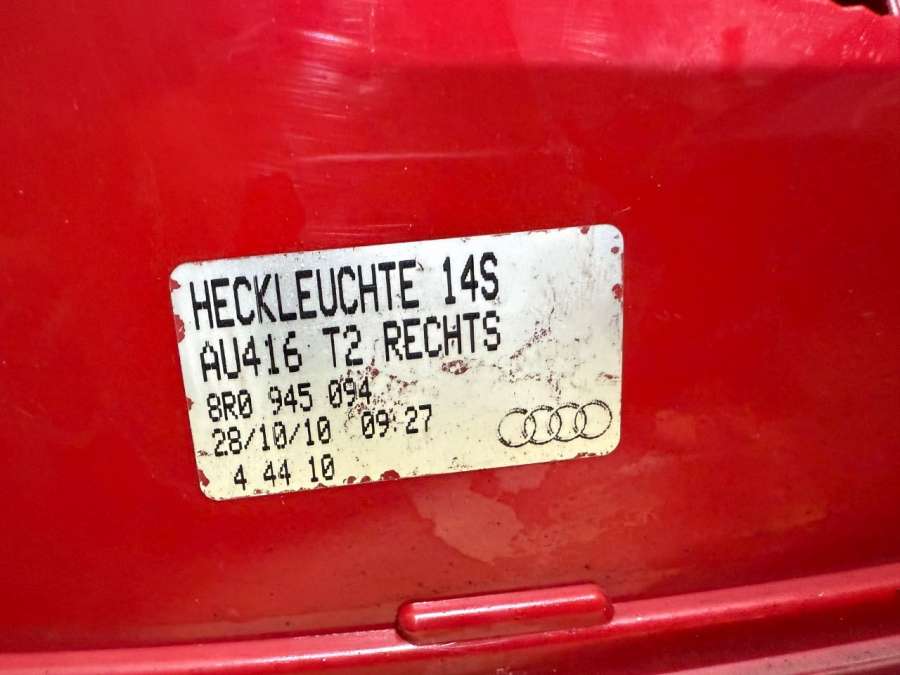 HECKLEUCHTE 14S
AU416 T2 RECHTS
8R0 945 094
28/10/10 09:27
4 44 10